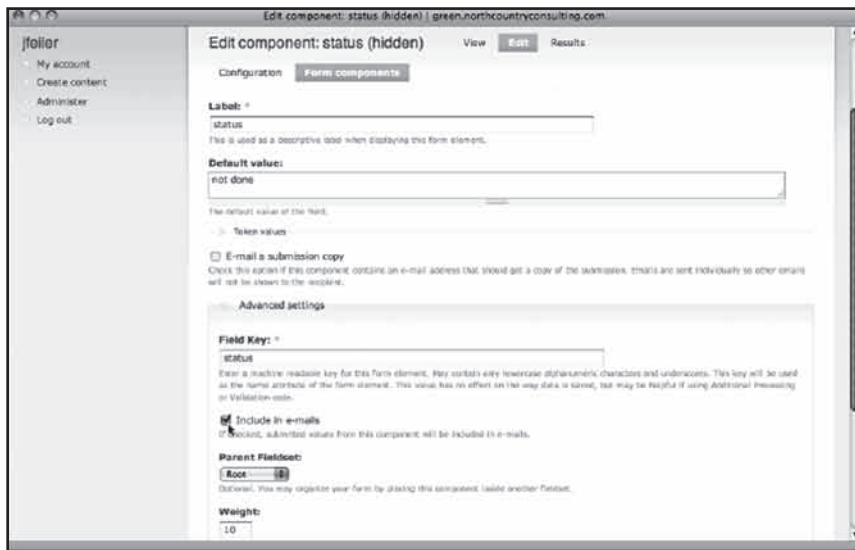 Edit component: status (hidden) | green.northcountryconsulting.com
jfeiler
My account
Create content
Administer
Log out
Edit component: status (hidden)
View
Edit
Results
Configuration
Form components
Label: *
status
This is used as a descriptive label when displaying this form element.
Default value:
not done
The default value of the field.
Token values
E-mail a submission copy
Check this option if this component contains an e-mail address that should get a copy of the submission. Emails are sent individually so other emails
will not be shown to the recipient.
Advanced settings
Field Key: *
status
Enter a machine readable key for this form element. May contain only lowercase alphanumeric characters and underscores. This key will be used
as the name attribute of the form element. This value has no effect on the way data is saved, but may be helpful if using Additional Processing
or Validation code.
Include in e-mails
If checked, submitted values from this component will be included in e-mails.
Parent Fieldset:
Root
Optional. You may organize your form by placing this component inside another fieldset.
Weight:
10